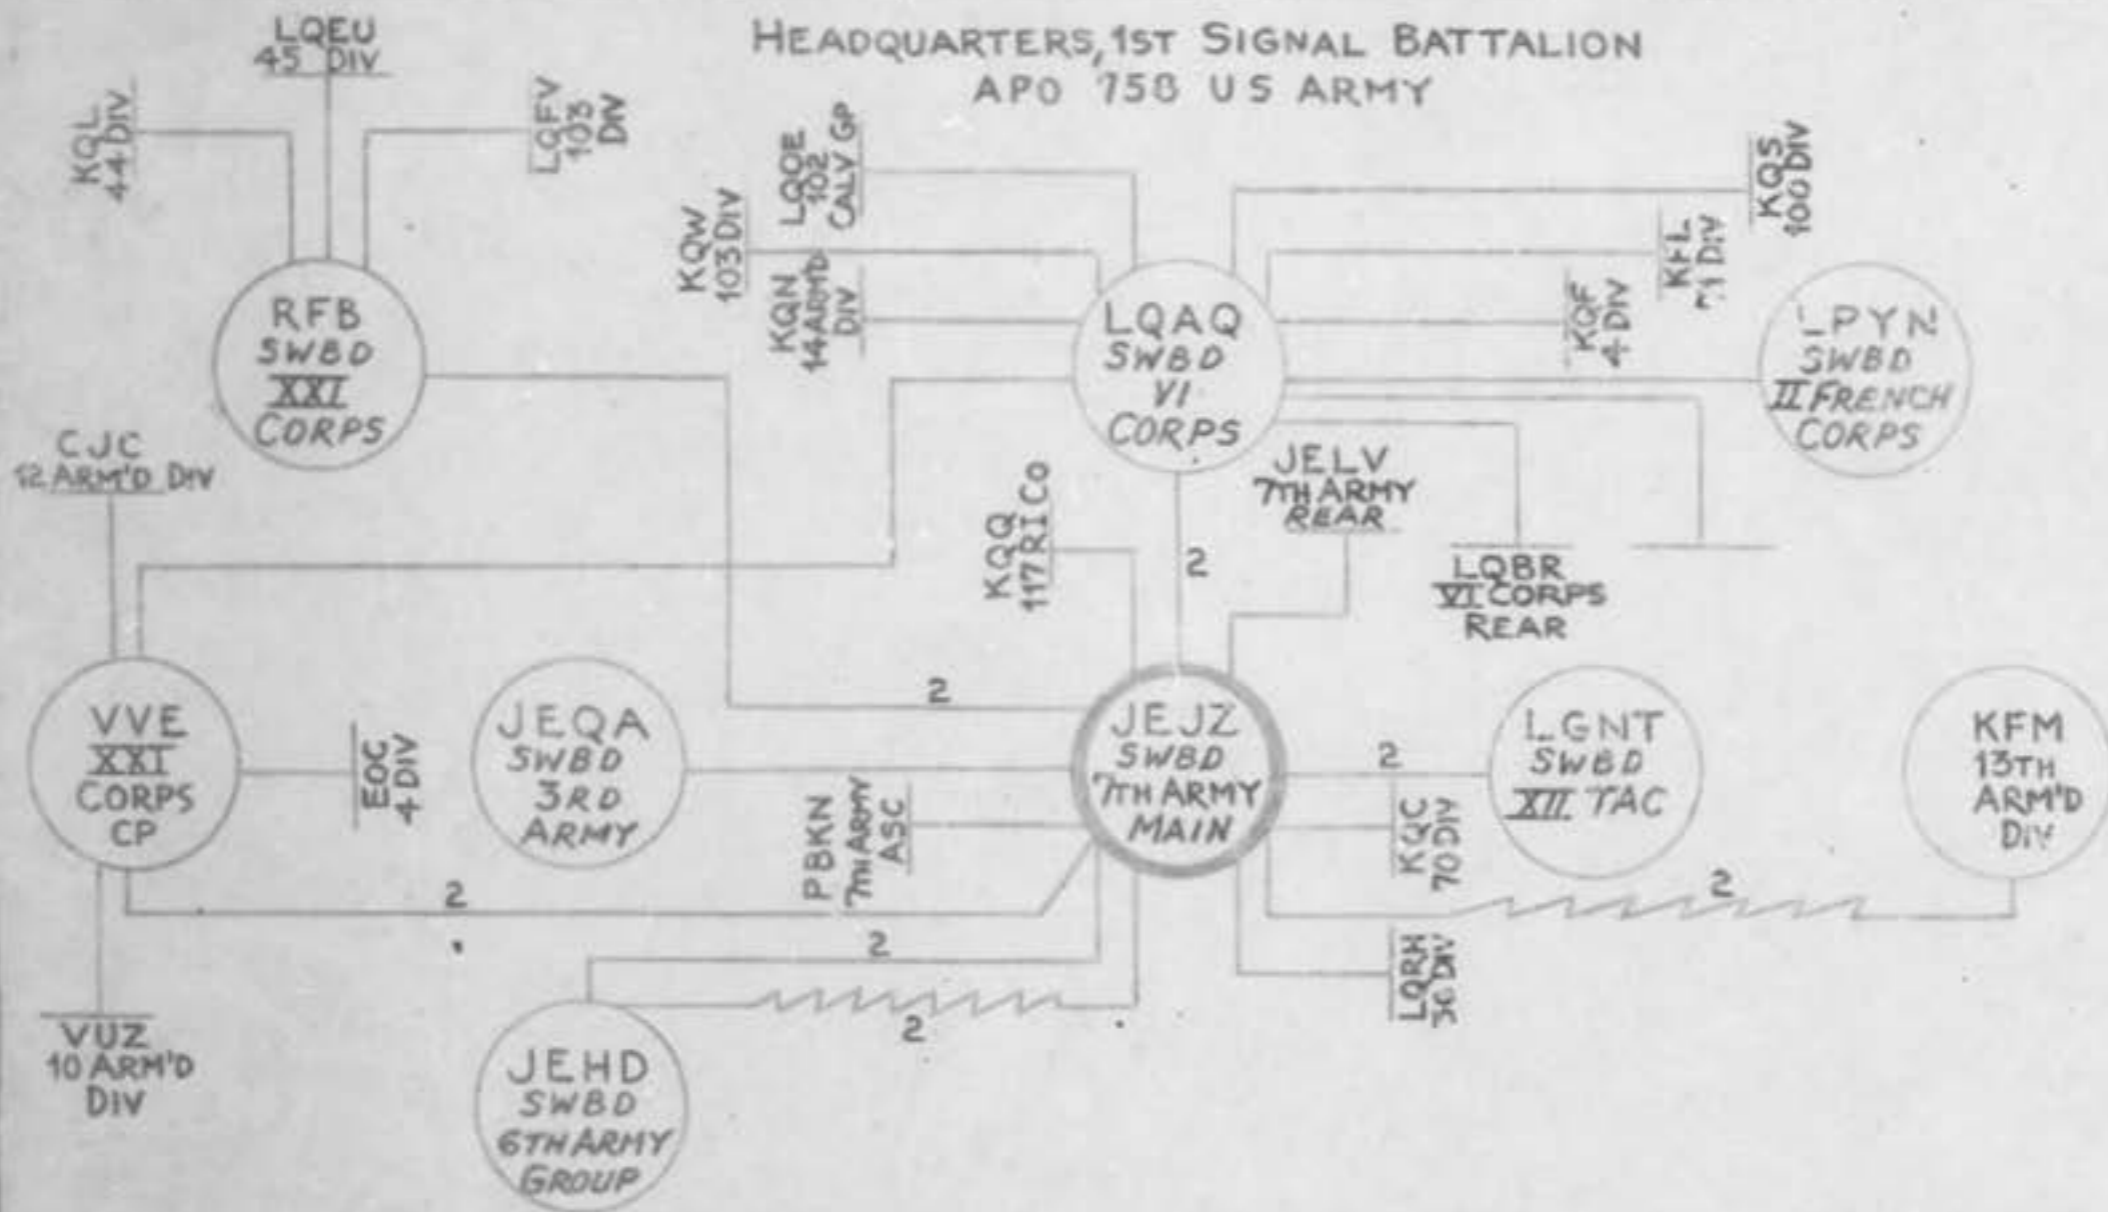 HEADQUARTERS, 1ST SIGNAL BATTALION
APO 758 US ARMY
LQEU
45 DIV
KQL
44 DIV
LQFV
103
DIV
RFB
SWBD
XXI
CORPS
LQOE
102
CALV GP
KQW
103 DIV
KQN
14 ARM'D
DIV
LQAQ
SWBD
VI
CORPS
KQS
100 DIV
KFL
71 DIV
KQF
4 DIV
LPYN
SWBD
II FRENCH
CORPS
CJC
12 ARM'D DIV
KQQ
117 RI Co
2
JELV
7TH ARMY
REAR
LQBR
VI CORPS
REAR
VVE
XXI
CORPS
CP
EOC
4 DIV
JEQA
SWBD
3RD
ARMY
2
PBKN
7TH ARMY
ASC
JEJZ
SWBD
7TH ARMY
MAIN
2
KQC
70 DIV
LGNT
SWBD
XII TAC
KFM
13TH
ARM'D
DIV
2
2
2
2
LQRH
DIV
VUZ
10 ARM'D
DIV
JEHD
SWBD
6TH ARMY
GROUP